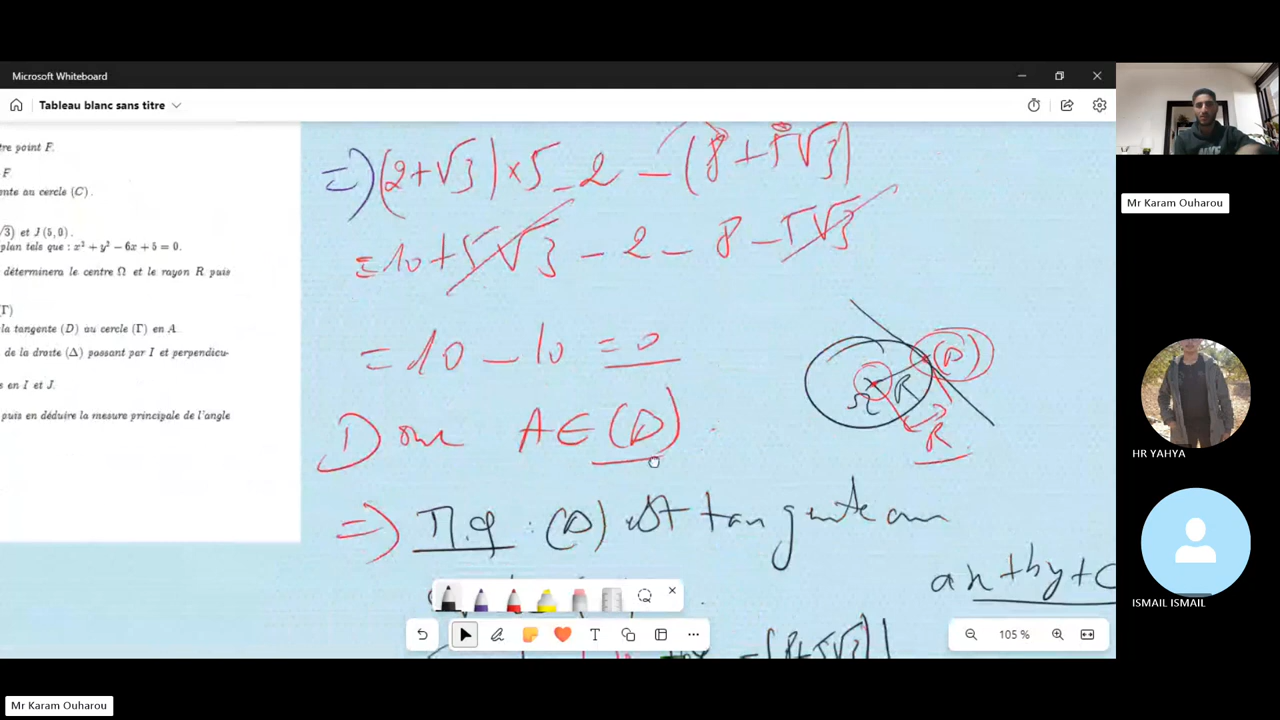 Microsoft Whiteboard
Tableau blanc sans titre
tre point F.
F
nte au cercle (C).
√3) et J(5,0).
plan tels que : x² + y² − 6x + 5 = 0.
déterminera le centre Ω et le rayon R puis
(Γ)
la tangente (D) au cercle (Γ) en A.
de la droite (Δ) passant par I et perpendicu-
s en I et J.
puis en déduire la mesure principale de l'angle
=> (2+√3)×5 - 2 - (8+5√3)
= 10 + 5√3 - 2 - 8 - 5√3
= 10 - 10 = 0
Donc A ∈ (D).
Ω R (D)
R
=> M.q : (D) est tangente au
ax + by + c
= |8+5√3|
105 %
Mr Karam Ouharou
HR YAHYA
ISMAIL ISMAIL
Mr Karam Ouharou